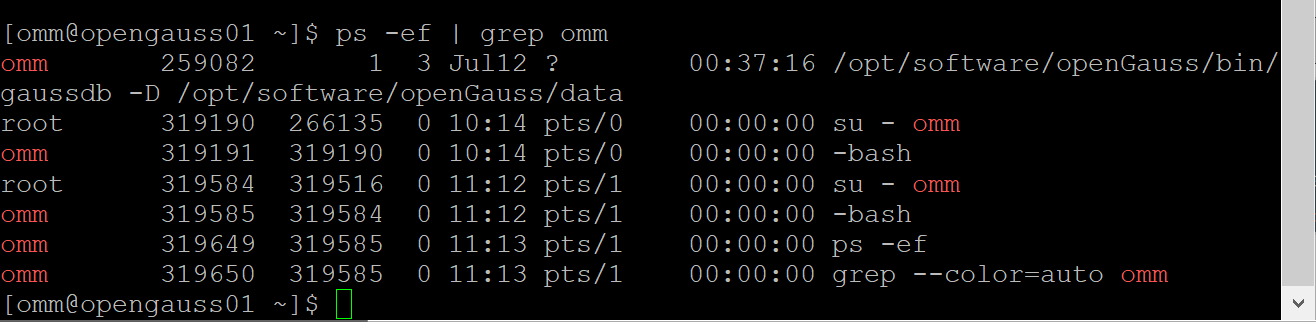 [omm@opengauss01 ~]$ ps -ef | grep omm
omm       259082       1  3 Jul12 ?        00:37:16 /opt/software/openGauss/bin/
gaussdb -D /opt/software/openGauss/data
root      319190  266135  0 10:14 pts/0    00:00:00 su - omm
omm       319191  319190  0 10:14 pts/0    00:00:00 -bash
root      319584  319516  0 11:12 pts/1    00:00:00 su - omm
omm       319585  319584  0 11:12 pts/1    00:00:00 -bash
omm       319649  319585  0 11:13 pts/1    00:00:00 ps -ef
omm       319650  319585  0 11:13 pts/1    00:00:00 grep --color=auto omm
[omm@opengauss01 ~]$